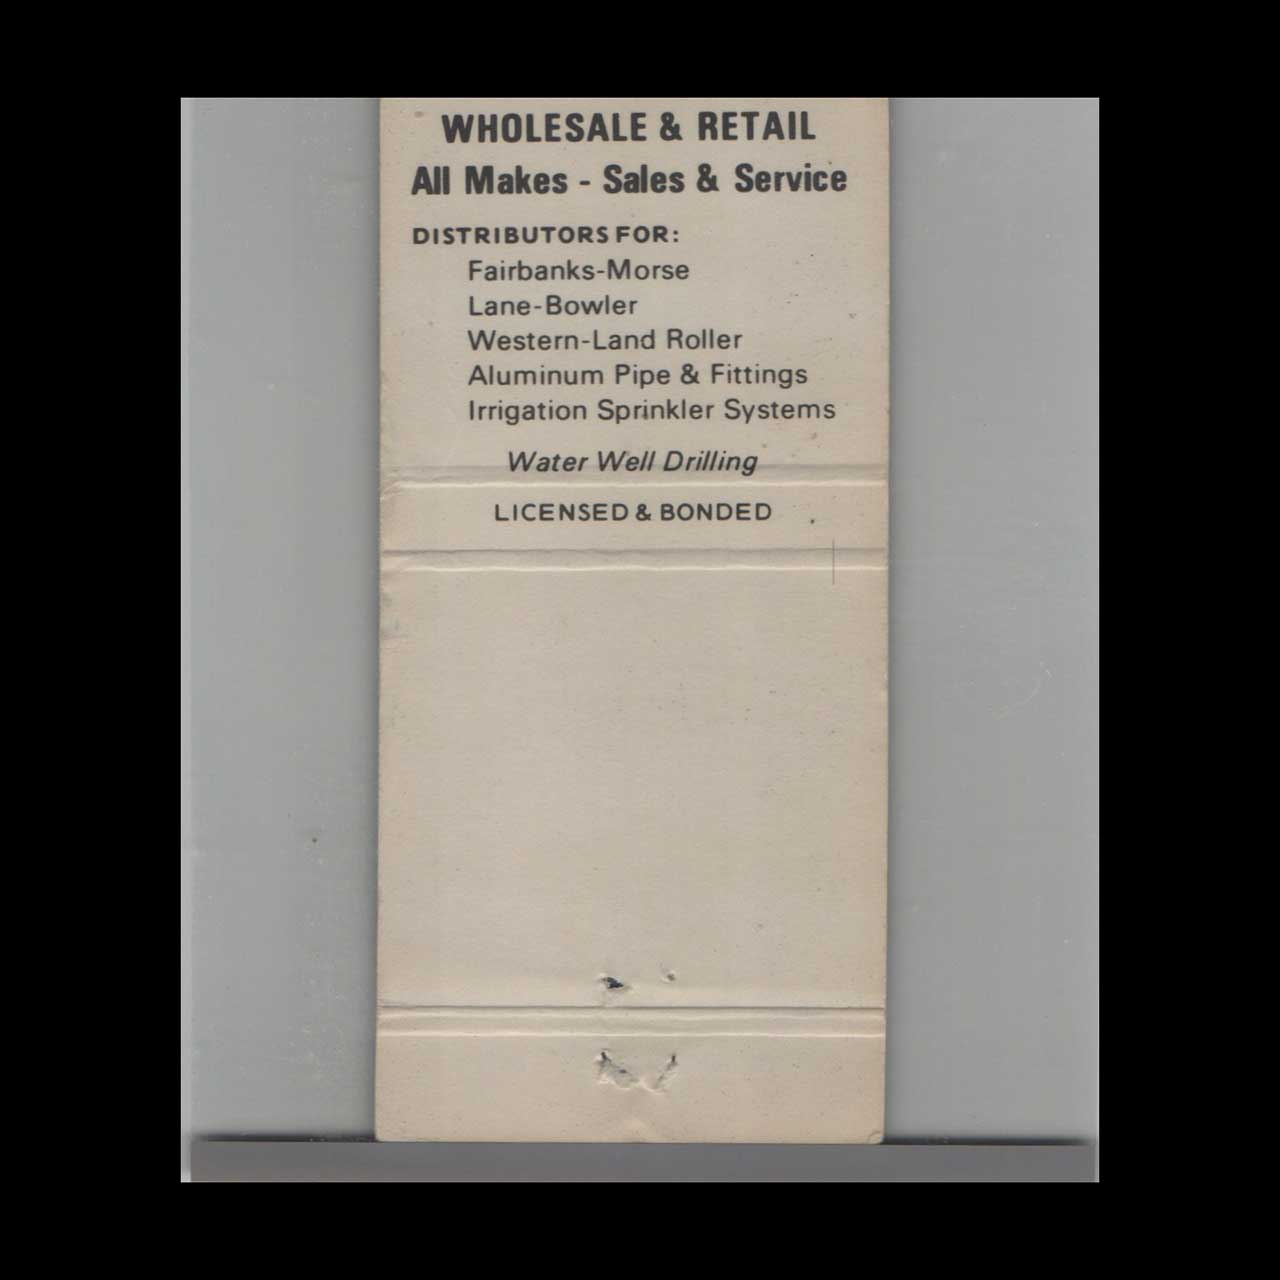 WHOLESALE & RETAIL
All Makes - Sales & Service
DISTRIBUTORS FOR:
Fairbanks-Morse
Lane-Bowler
Western-Land Roller
Aluminum Pipe & Fittings
Irrigation Sprinkler Systems
Water Well Drilling
LICENSED & BONDED